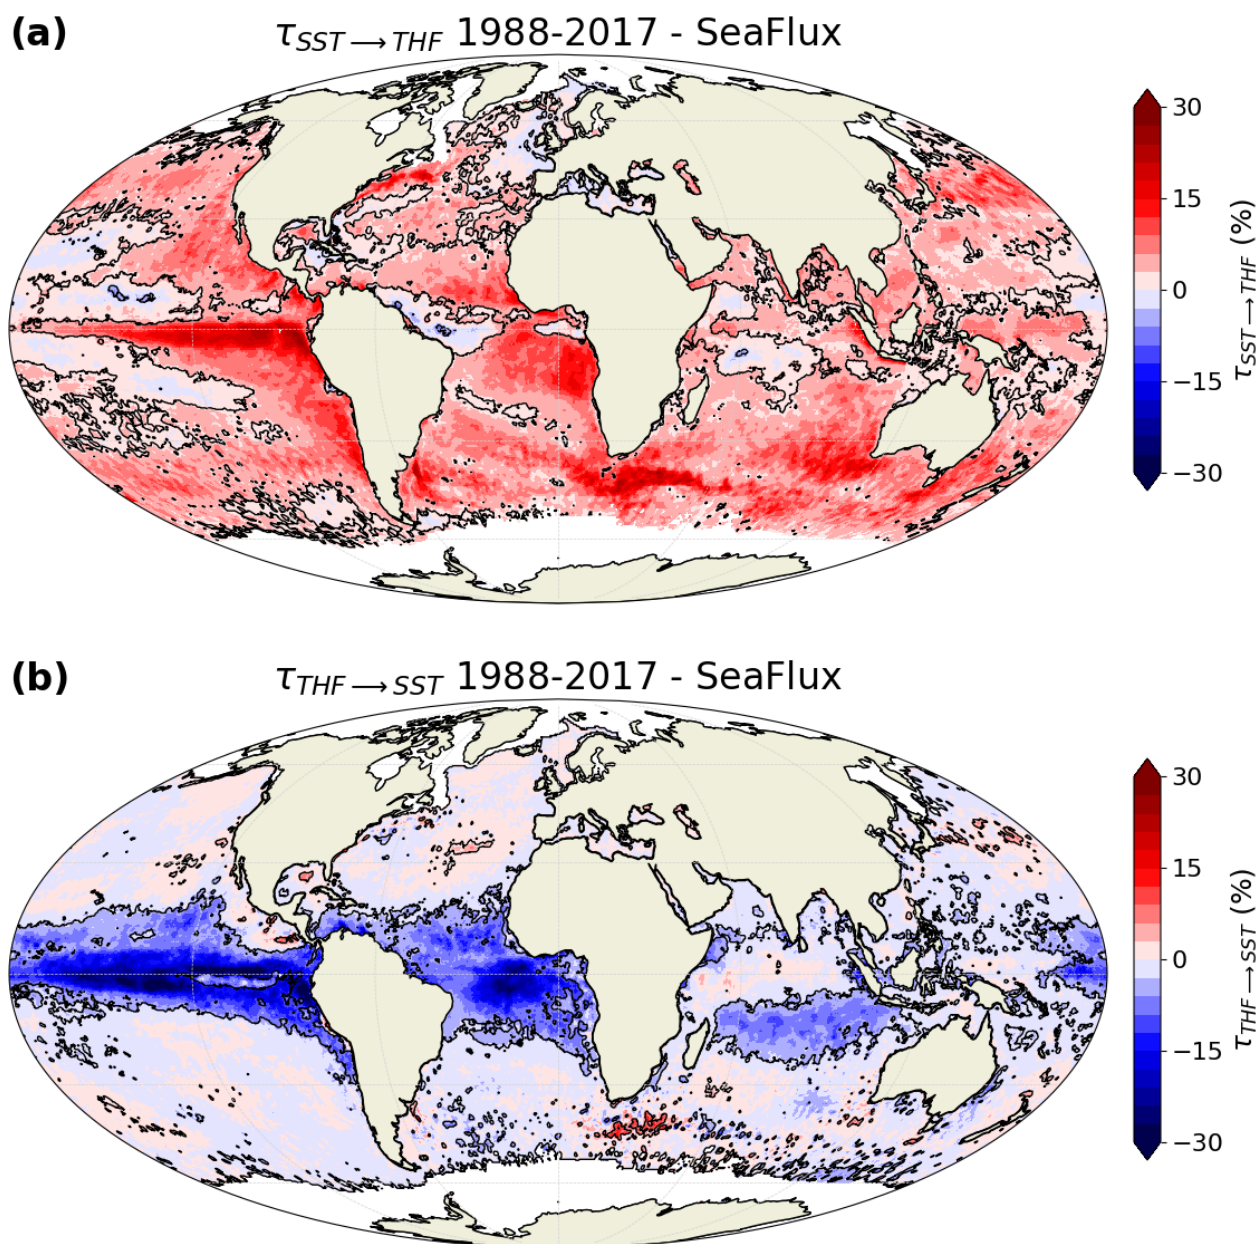 (a) τSST⟶THF 1988-2017 - SeaFlux
30
15
0
−15
−30
τSST⟶THF (%)
(b) τTHF⟶SST 1988-2017 - SeaFlux
30
15
0
−15
−30
τTHF⟶SST (%)